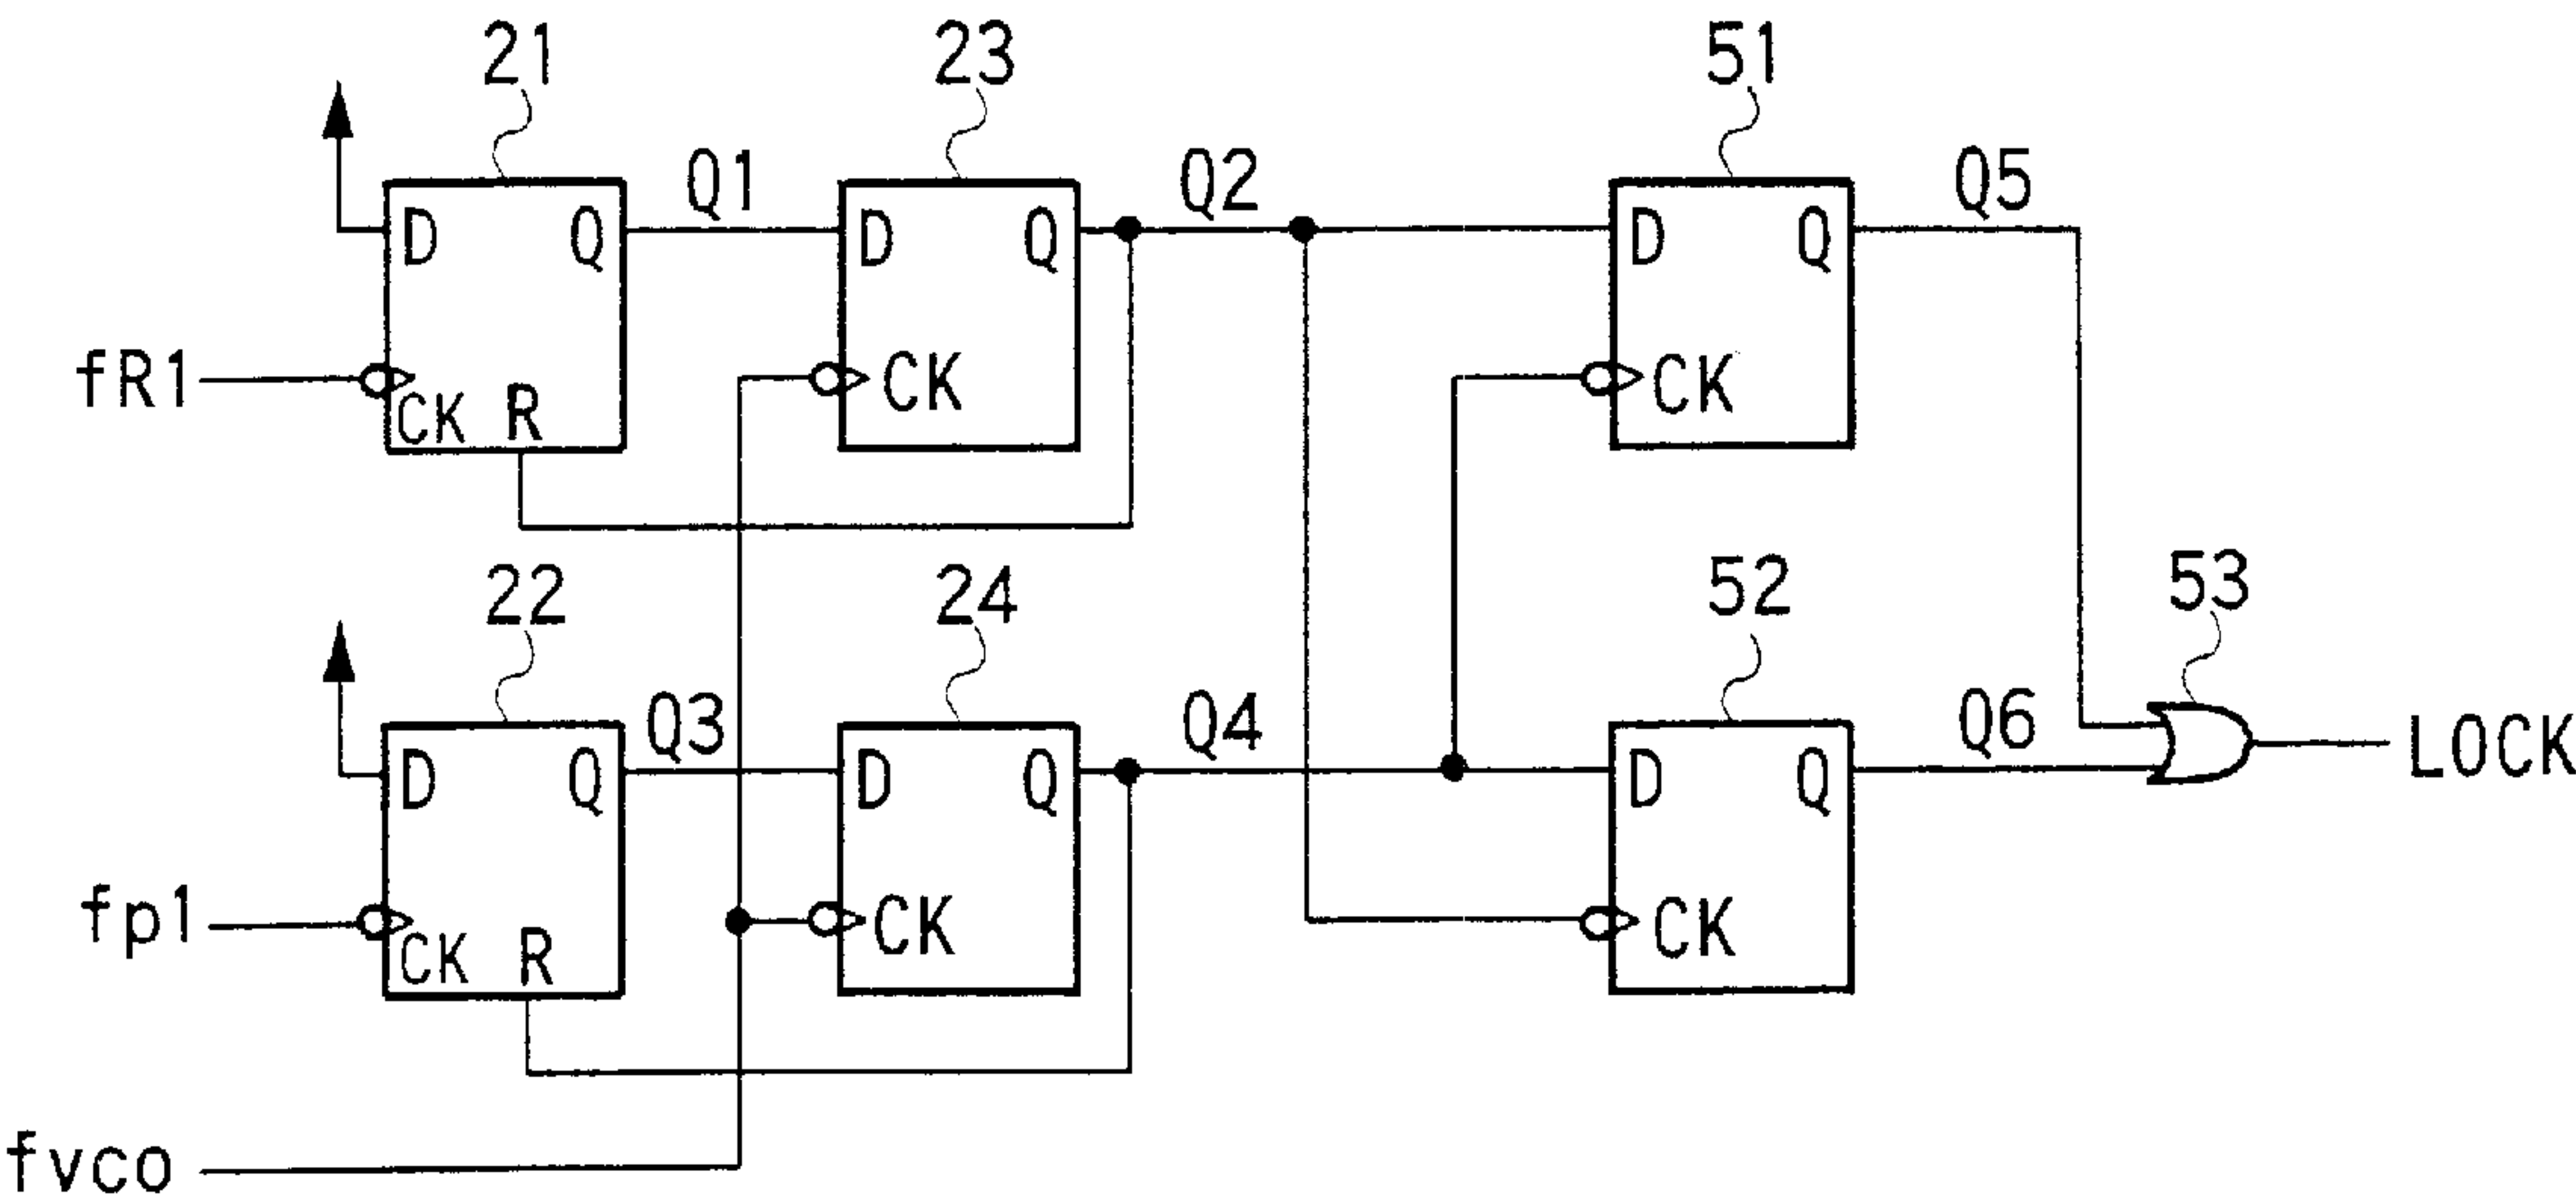 21 23 51
Q1 Q2 Q5
D Q D Q D Q
fR1 CK R CK CK
22 24 52 53
Q3 Q4 Q6
D Q D Q D Q LOCK
fp1 CK R CK CK
fvco